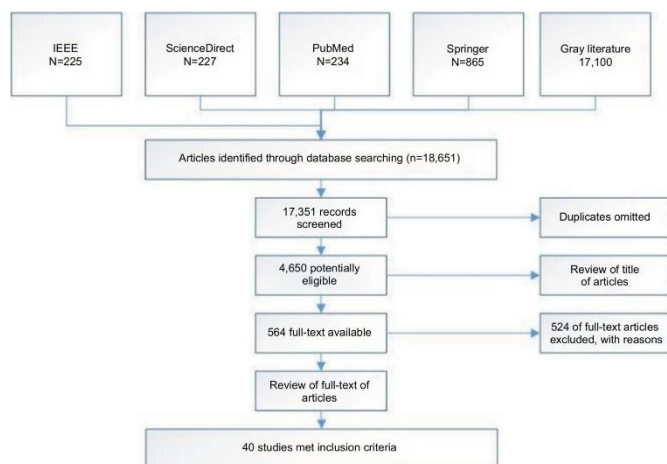 IEEE
N=225
ScienceDirect
N=227
PubMed
N=234
Springer
N=865
Gray literature
17,100
Articles identified through database searching (n=18,651)
17,351 records
screened
Duplicates omitted
4,650 potentially
eligible
Review of title
of articles
564 full-text available
524 of full-text articles
excluded, with reasons
Review of full-text of
articles
40 studies met inclusion criteria